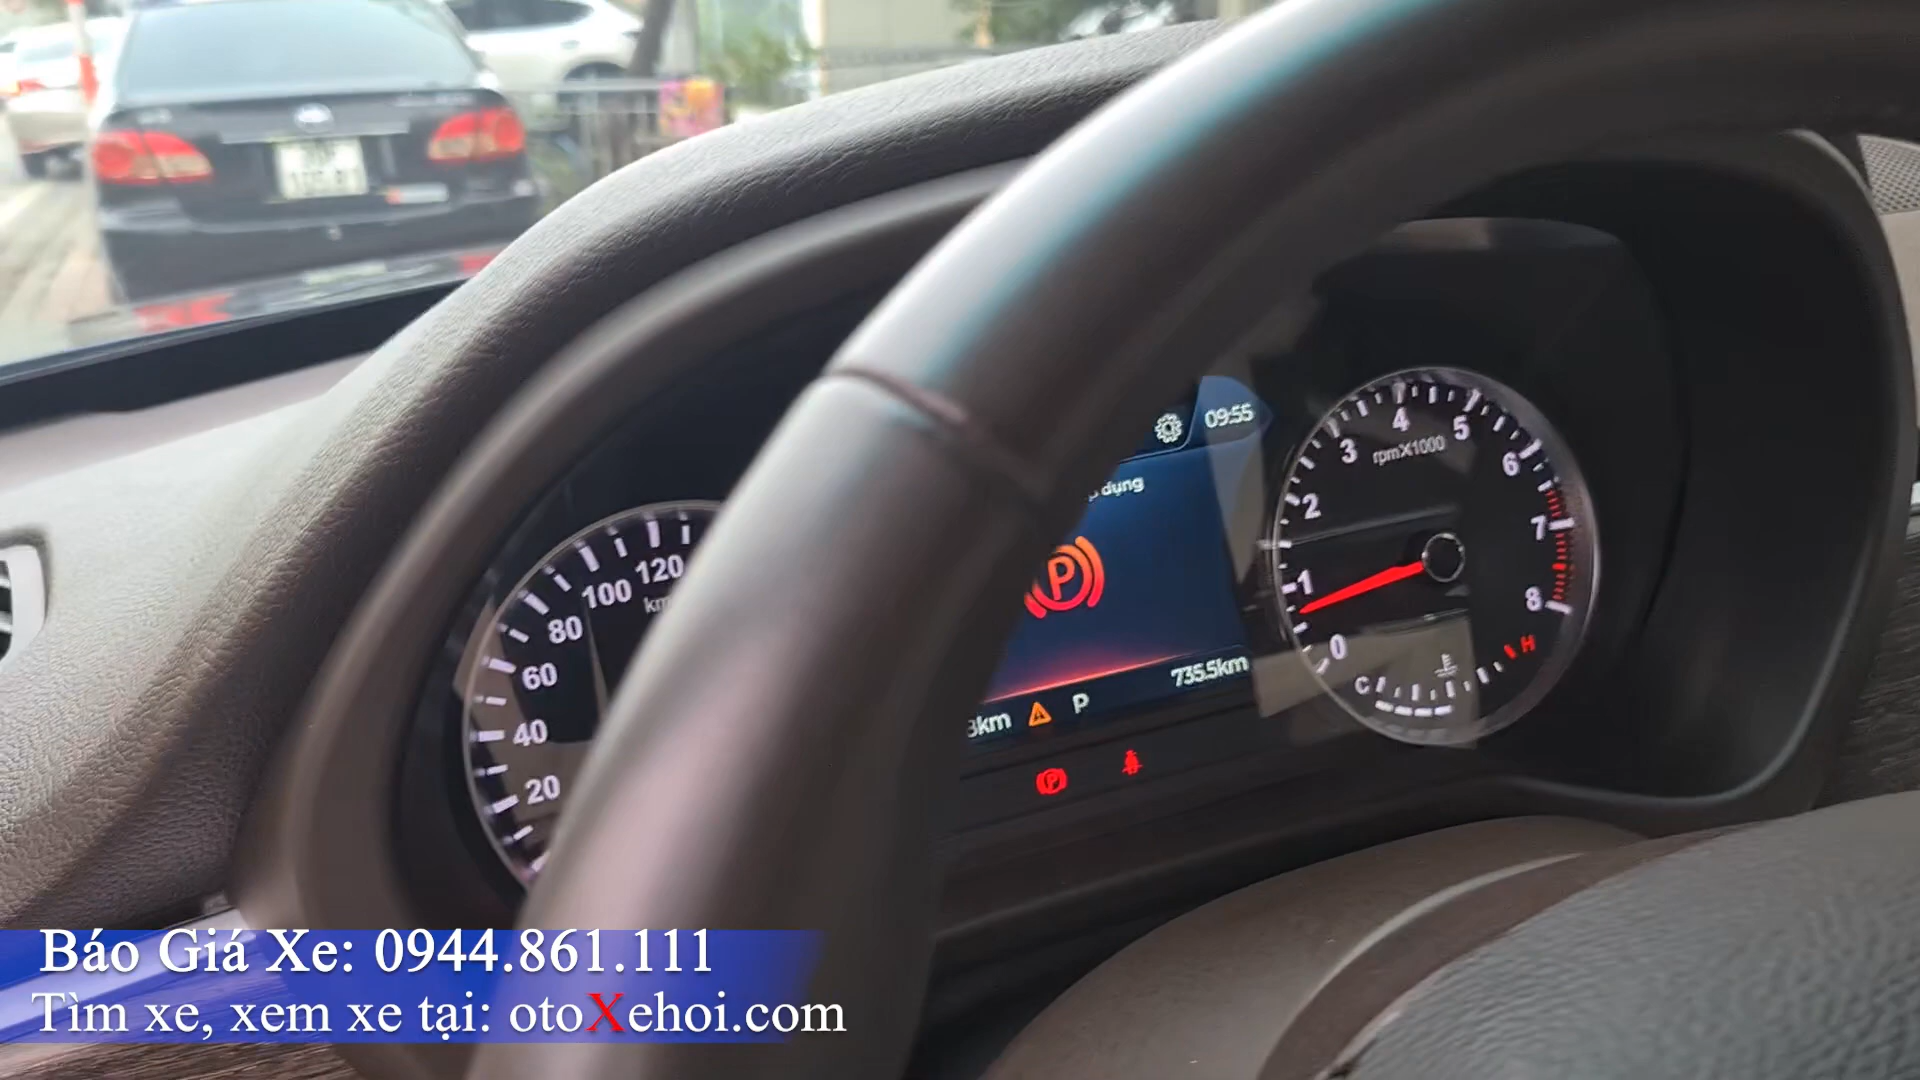 09:55
dụng
P
3km
P
735.5km
P
20
40
60
80
100
120
km
0
1
2
3
4
5
6
7
8
rpmX1000
C
H
Báo Giá Xe: 0944.861.111
Tìm xe, xem xe tại: otoXehoi.com